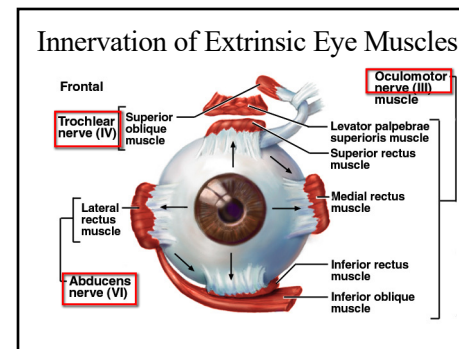 Innervation of Extrinsic Eye Muscles
Frontal
Oculomotor
nerve (III)
muscle
Trochlear
nerve (IV)
Superior
oblique
muscle
Levator palpebrae
superioris muscle
Superior rectus
muscle
Lateral
rectus
muscle
Medial rectus
muscle
Abducens
nerve (VI)
Inferior rectus
muscle
Inferior oblique
muscle